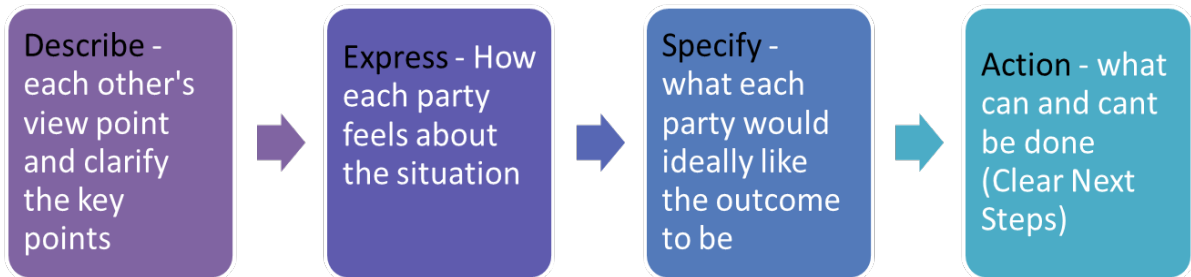 Describe -
each other's
view point
and clarify
the key
points
Express - How
each party
feels about
the situation
Specify -
what each
party would
ideally like
the outcome
to be
Action - what
can and cant
be done
(Clear Next
Steps)